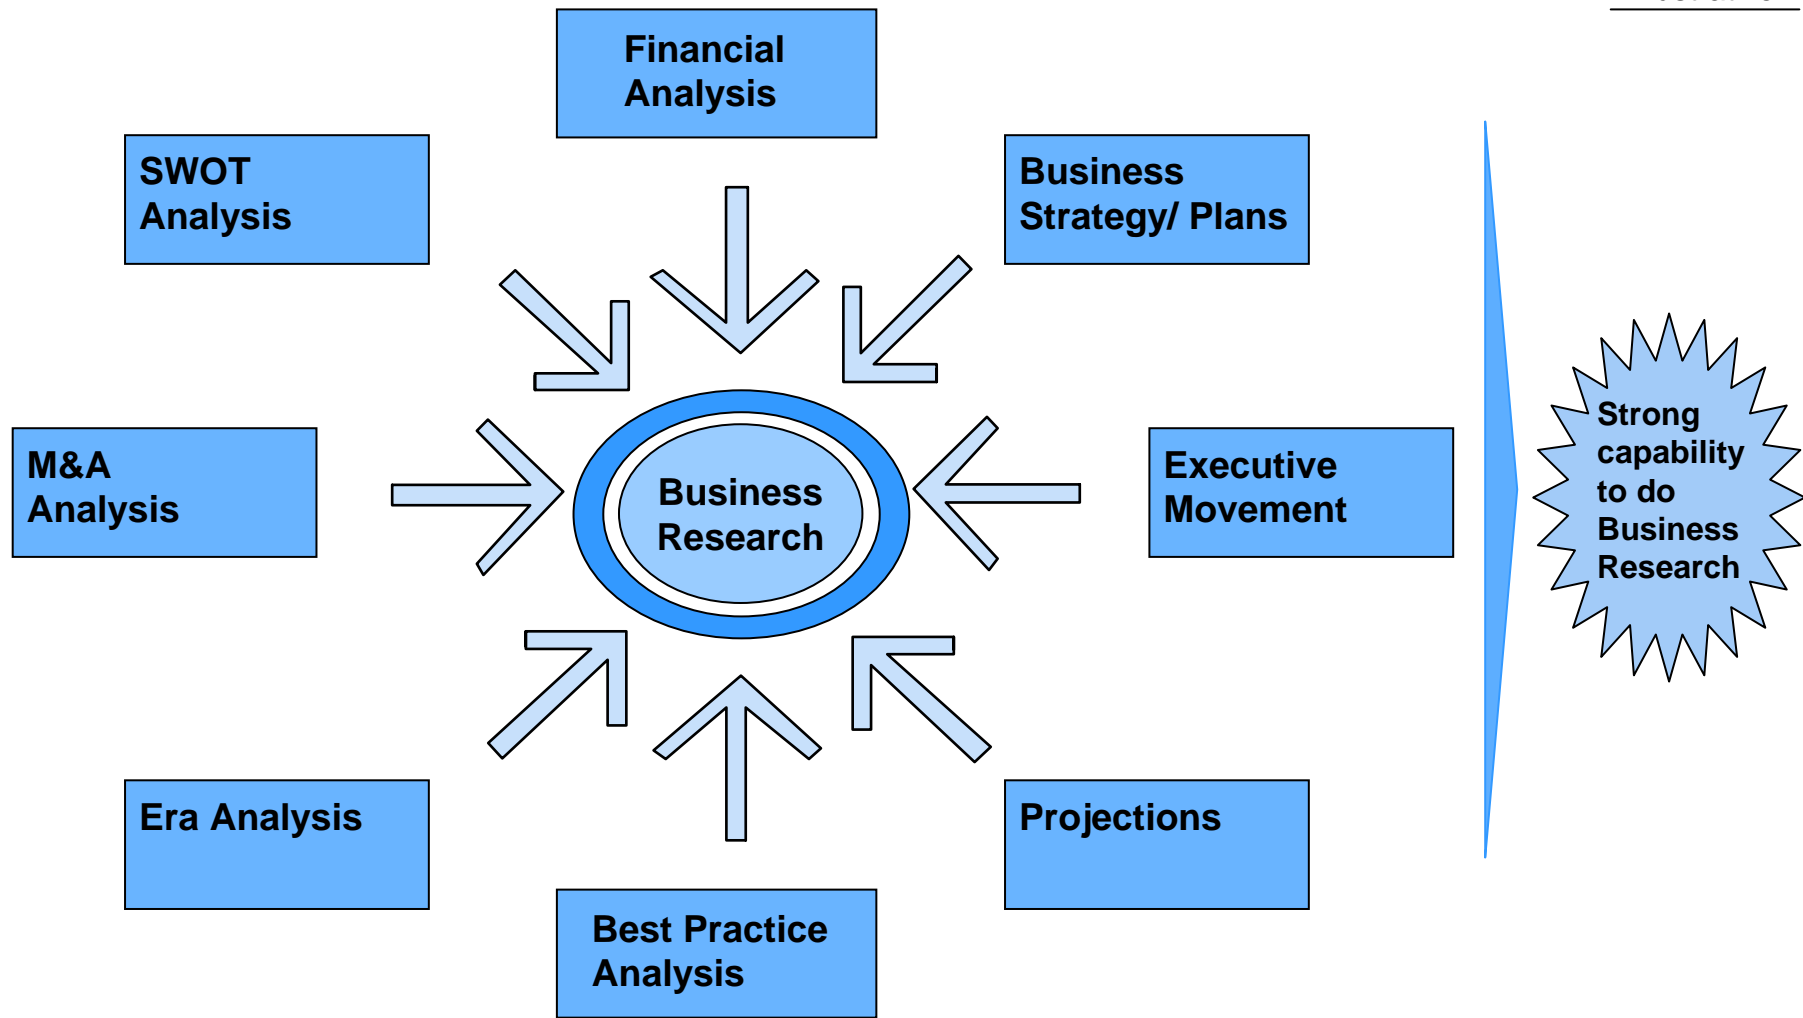 Financial
Analysis
SWOT
Analysis
Business
Strategy/ Plans
M&A
Analysis
Business
Research
Executive
Movement
Strong
capability
to do
Business
Research
Era Analysis
Projections
Best Practice
Analysis